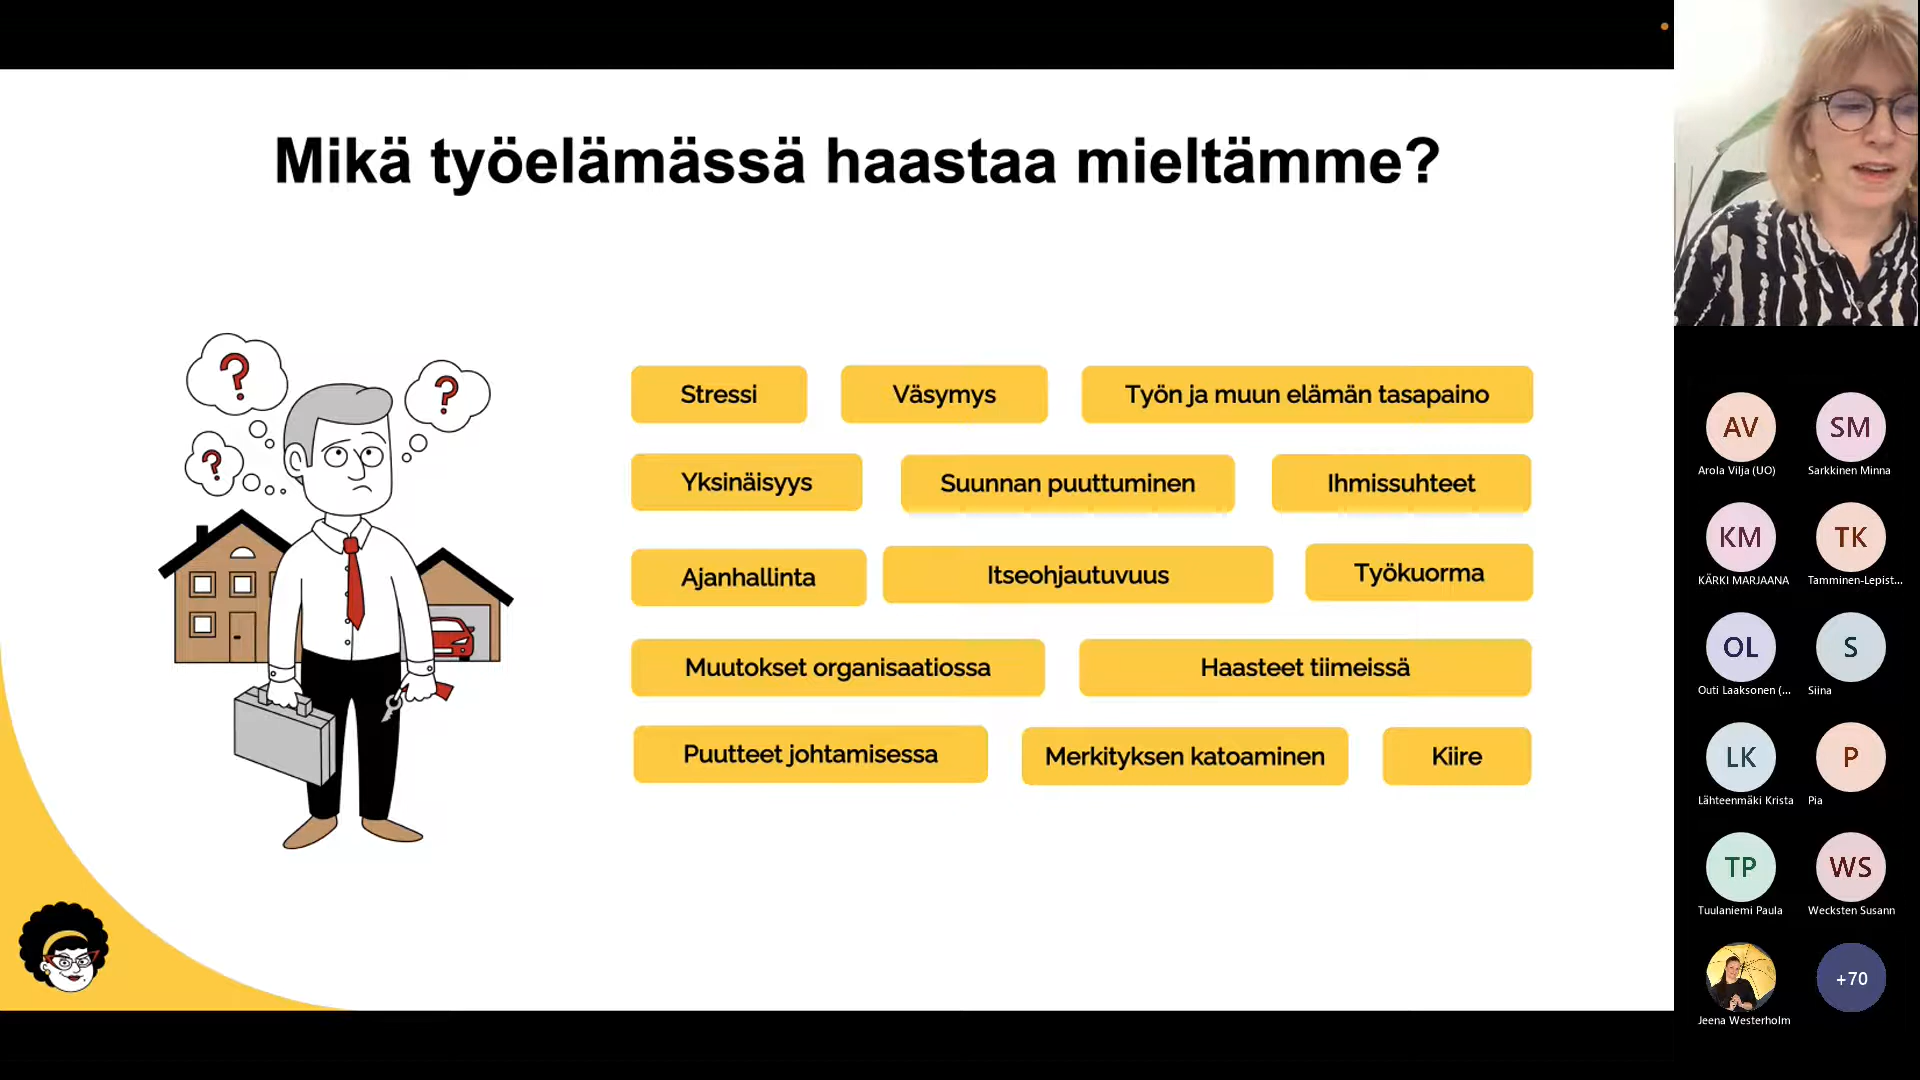 Mikä työelämässä haastaa mieltämme?
?
?
?
Stressi
Väsymys
Työn ja muun elämän tasapaino
Yksinäisyys
Suunnan puuttuminen
Ihmissuhteet
Ajanhallinta
Itseohjautuvuus
Työkuorma
Muutokset organisaatiossa
Haasteet tiimeissä
Puutteet johtamisessa
Merkityksen katoaminen
Kiire
AV
Arola Vilja (UO)
SM
Sarkkinen Minna
KM
KÄRKI MARJAANA
TK
Tamminen-Lepist...
OL
Outi Laaksonen (...
S
Siina
LK
Lähteenmäki Krista
P
Pia
TP
Tuulaniemi Paula
WS
Wecksten Susann
Jeena Westerholm
+70